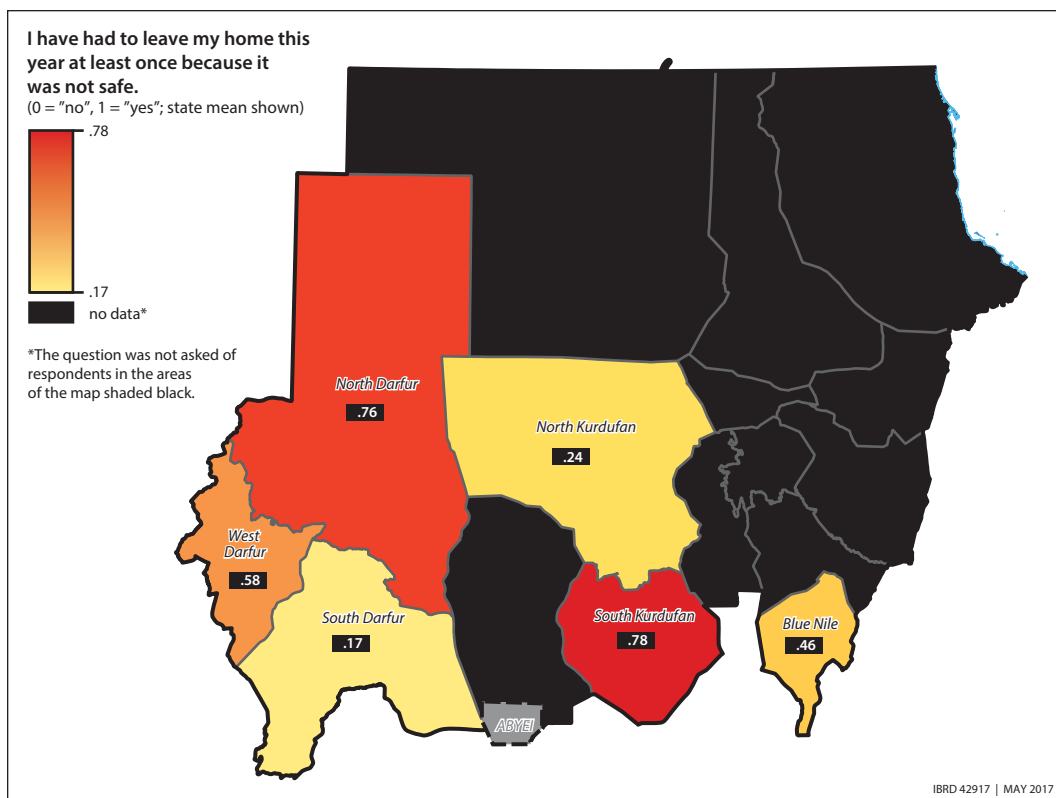 I have had to leave my home this
year at least once because it
was not safe.
(0 = ”no”, 1 = ”yes”; state mean shown)
.78
.17
no data*
*The question was not asked of
respondents in the areas
of the map shaded black.
North Darfur
.76
North Kurdufan
.24
West
Darfur
.58
South Darfur
.17
South Kurdufan
.78
Blue Nile
.46
ABYEI
IBRD 42917 | MAY 2017